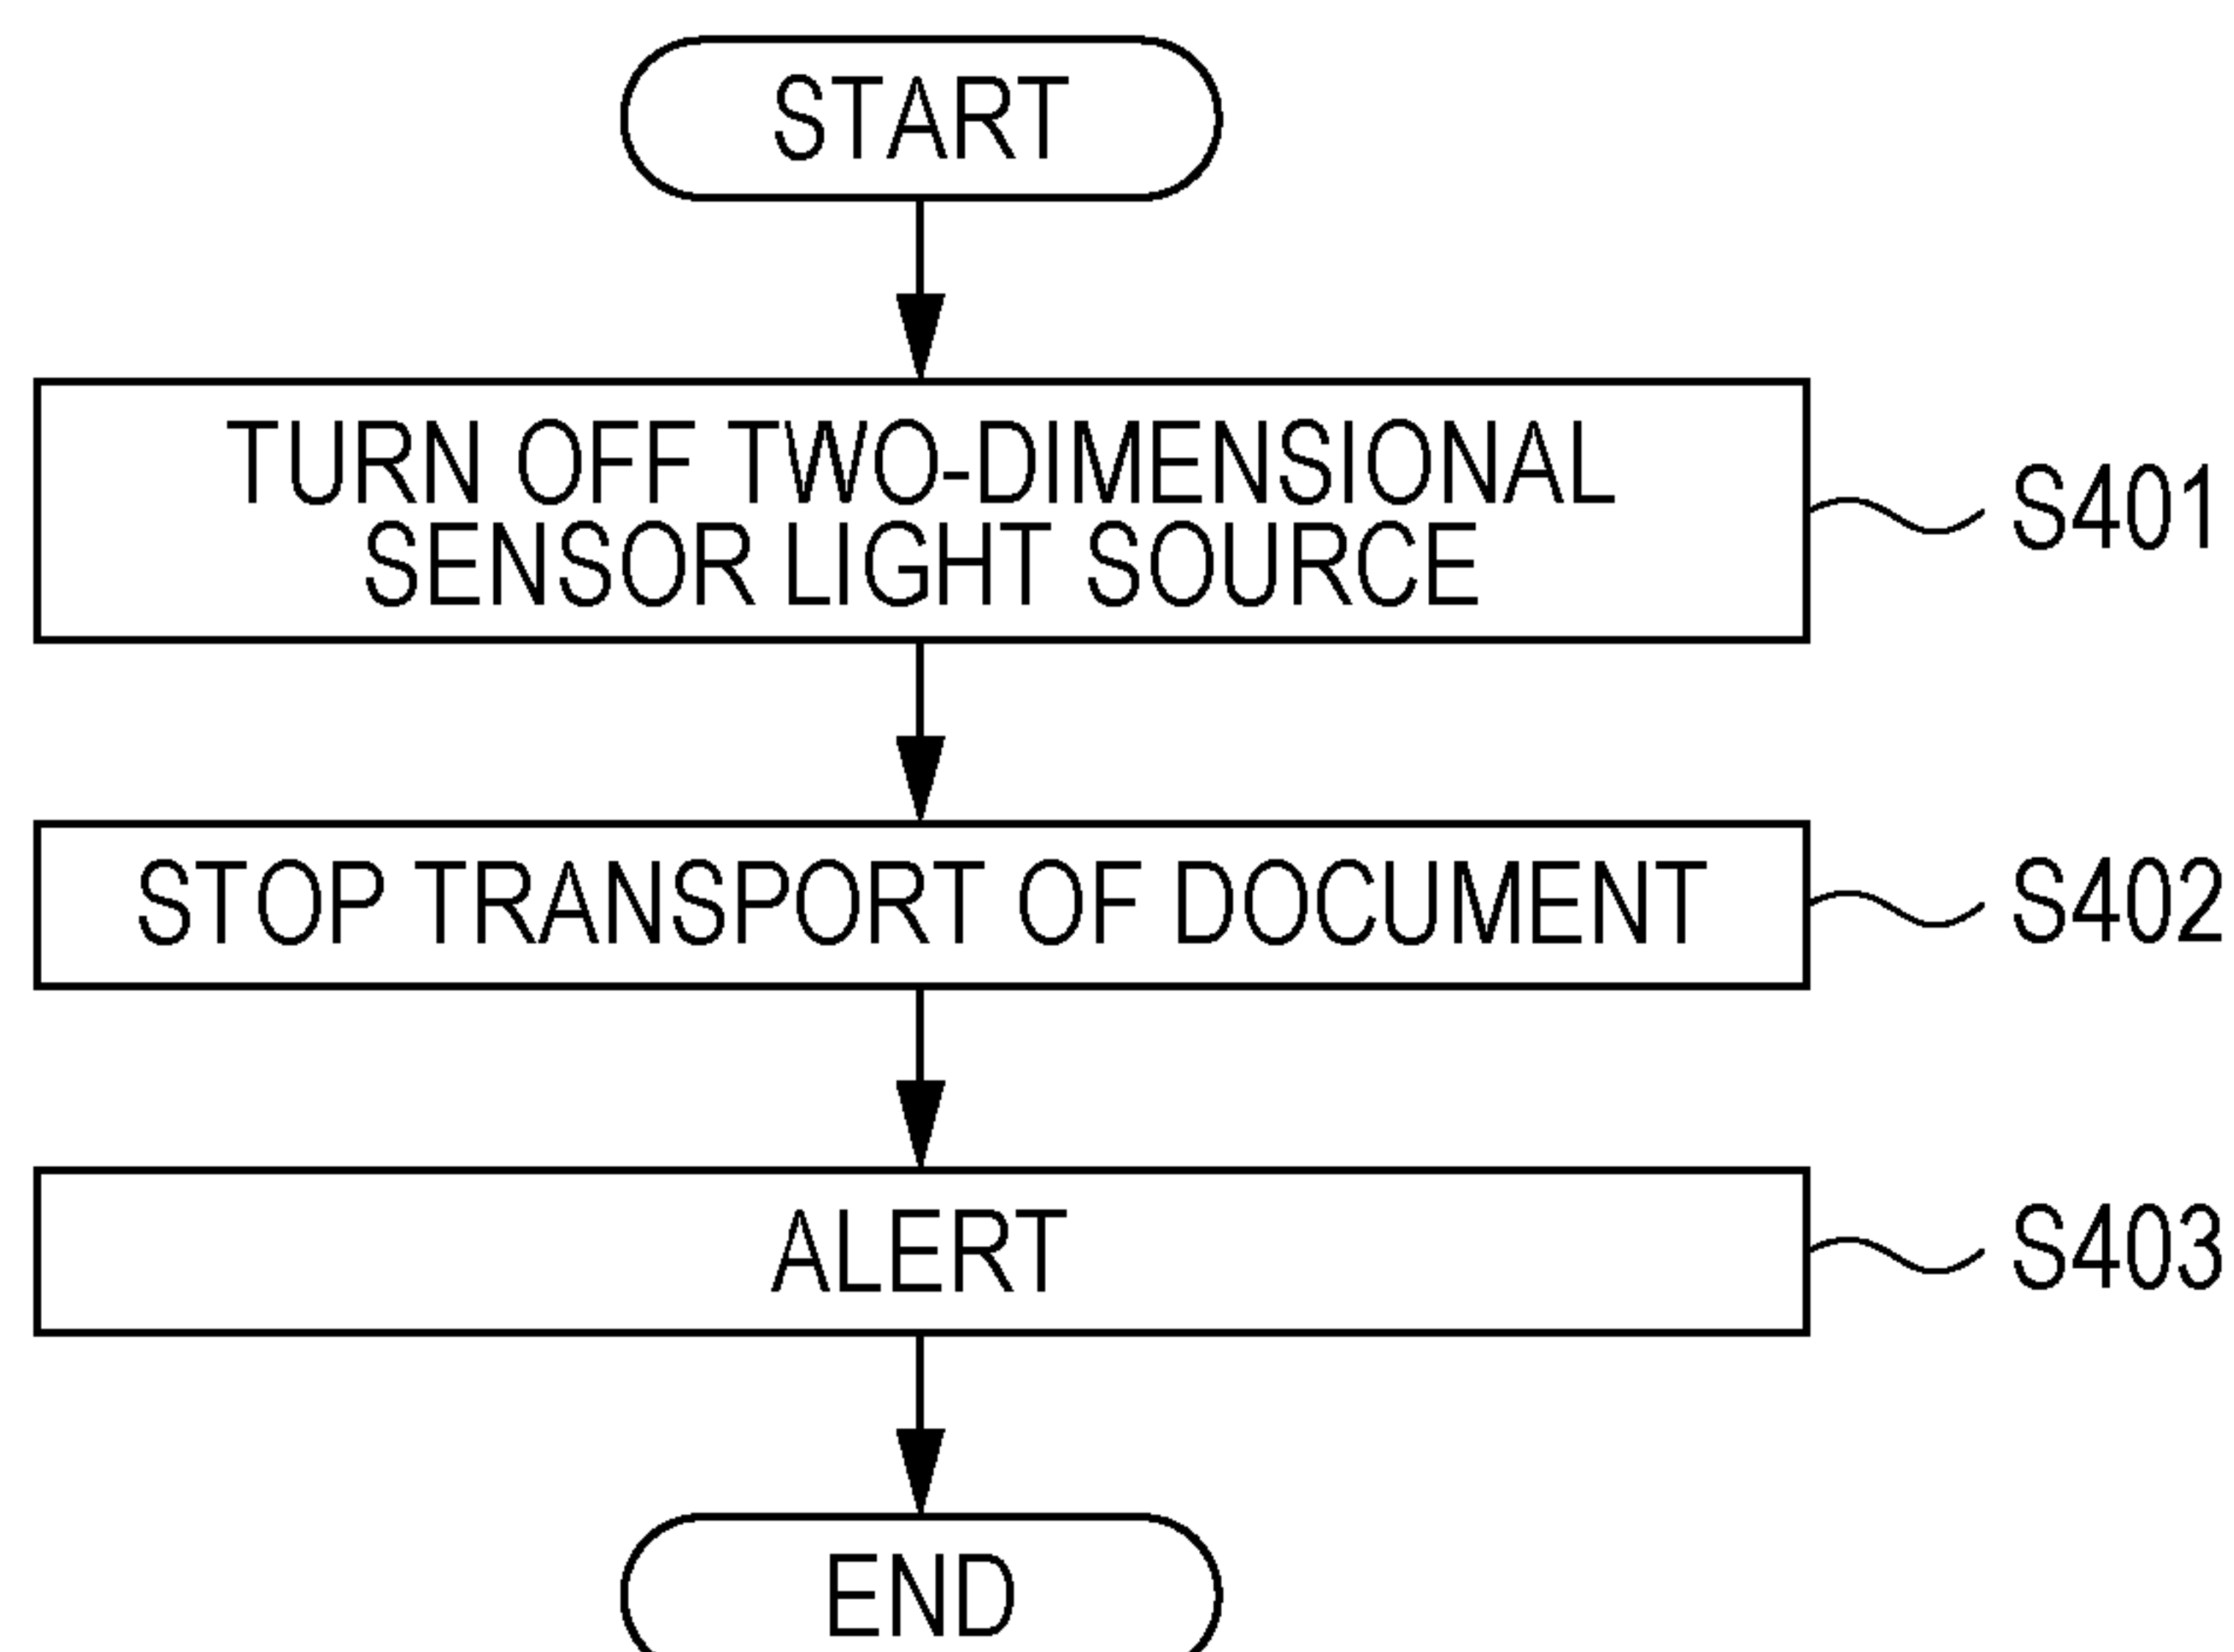 START
TURN OFF TWO-DIMENSIONAL
SENSOR LIGHT SOURCE
S401
STOP TRANSPORT OF DOCUMENT
S402
ALERT
S403
END